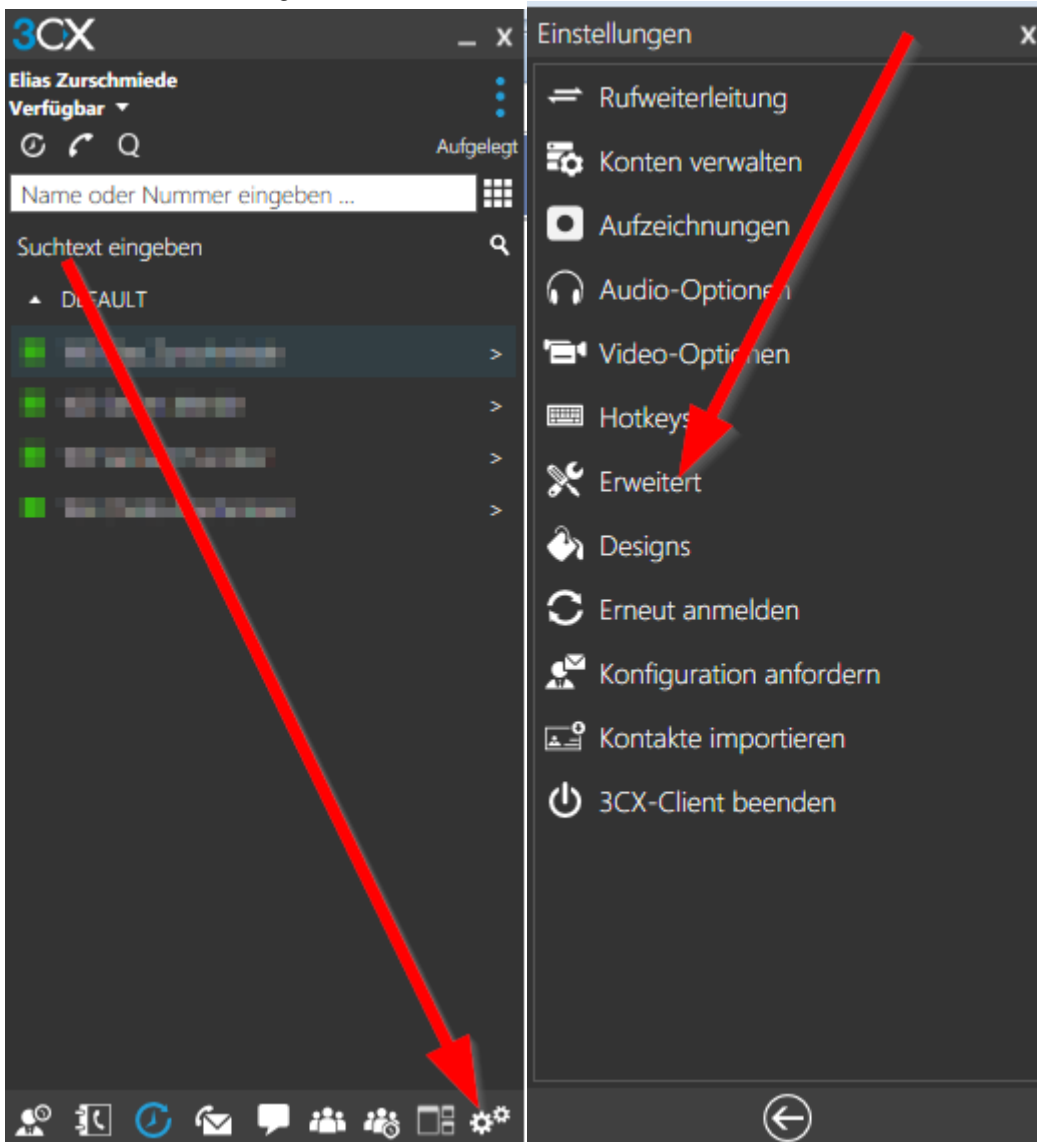 3CX
_ x
Elias Zurschmiede
Verfügbar
Aufgelegt
Name oder Nummer eingeben ...
Suchtext eingeben
DEFAULT
>
>
>
>
Einstellungen
x
Rufweiterleitung
Konten verwalten
Aufzeichnungen
Audio-Optionen
Video-Optionen
Hotkeys
Erweitert
Designs
Erneut anmelden
Konfiguration anfordern
Kontakte importieren
3CX-Client beenden